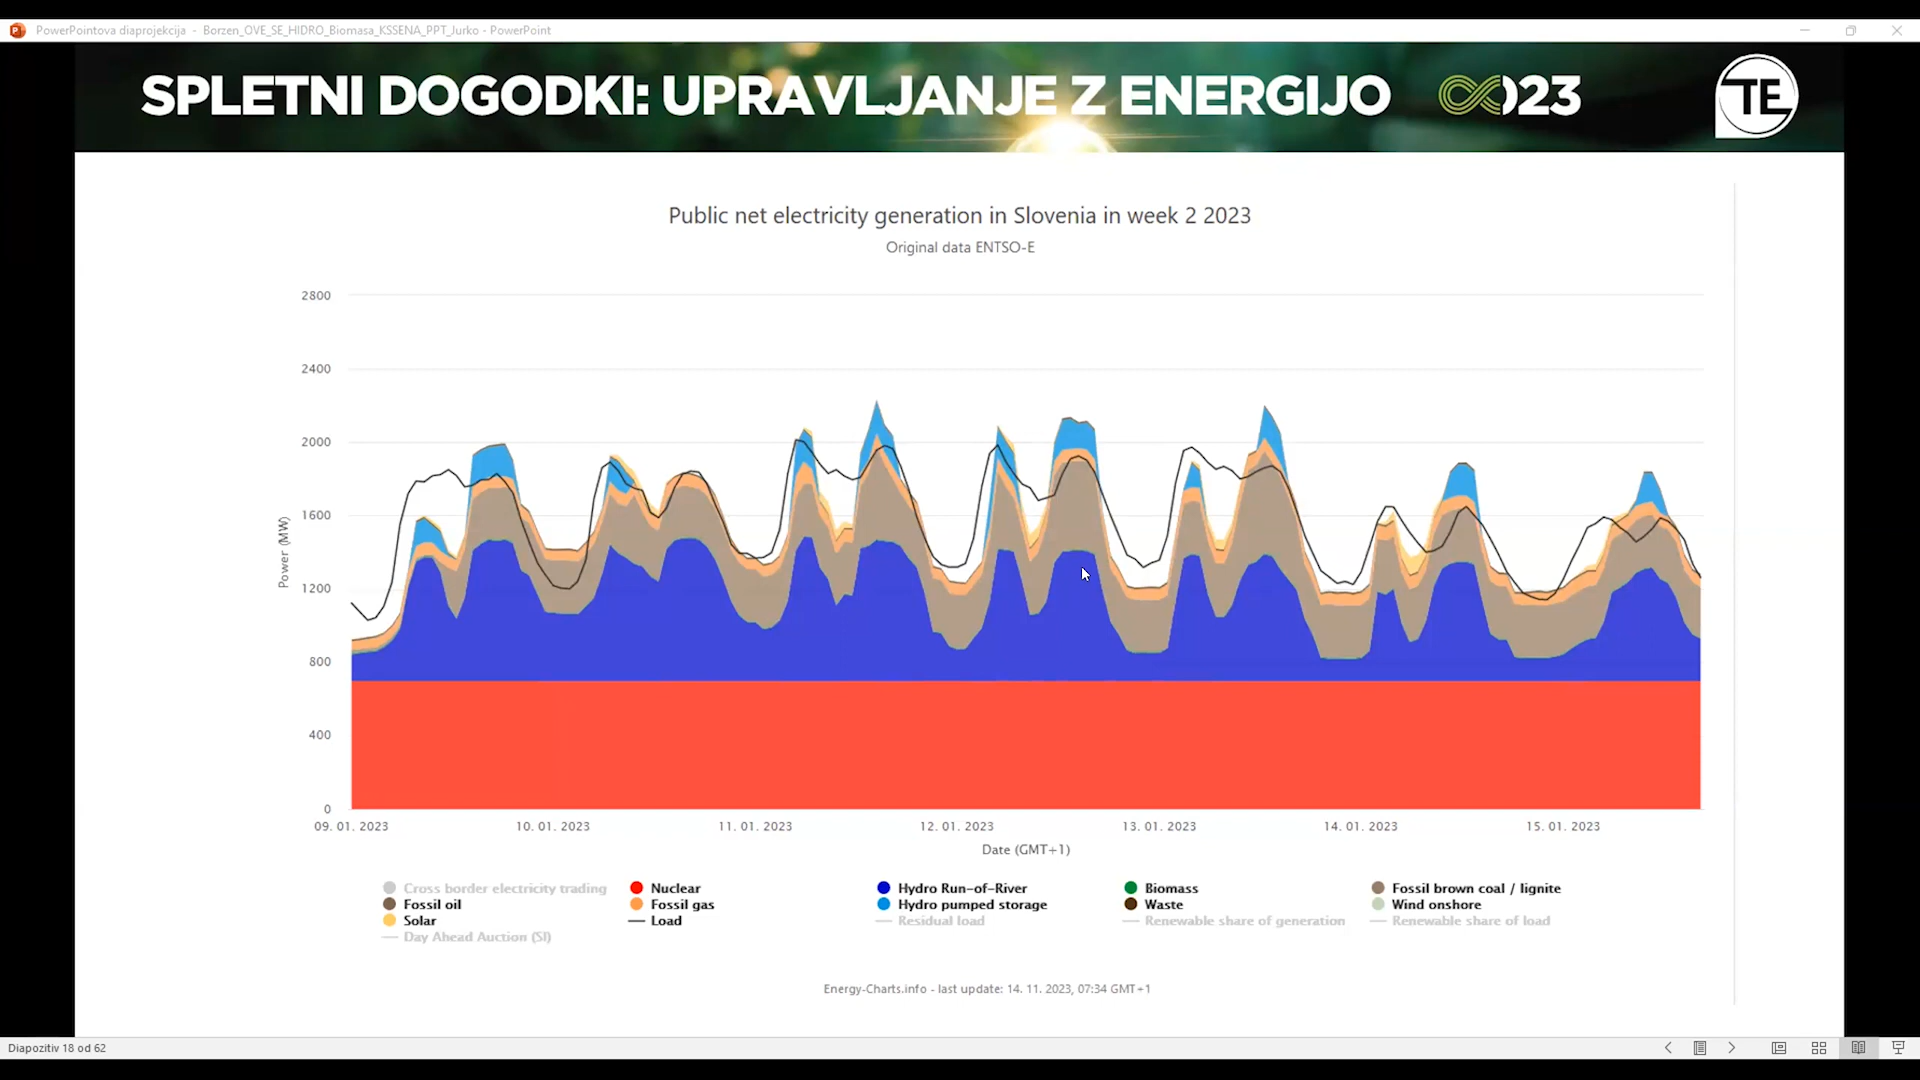 PowerPointova diaprojekcija - Borzen_OVE_SE_HIDRO_Biomasa_KSSENA_PPT_Jurko - PowerPoint
SPLETNI DOGODKI: UPRAVLJANJE Z ENERGIJO 023
TE
Public net electricity generation in Slovenia in week 2 2023
Original data ENTSO-E
2800
2400
2000
1600
1200
800
400
0
Power (MW)
09. 01. 2023 10. 01. 2023 11. 01. 2023 12. 01. 2023 13. 01. 2023 14. 01. 2023 15. 01. 2023
Date (GMT+1)
Cross border electricity trading Nuclear Hydro Run-of-River Biomass Fossil brown coal / lignite
Fossil oil Fossil gas Hydro pumped storage Waste Wind onshore
Solar Load Residual load Renewable share of generation Renewable share of load
Day Ahead Auction (SI)
Energy-Charts.info - last update: 14. 11. 2023, 07:34 GMT+1
Diapozitiv 18 od 62